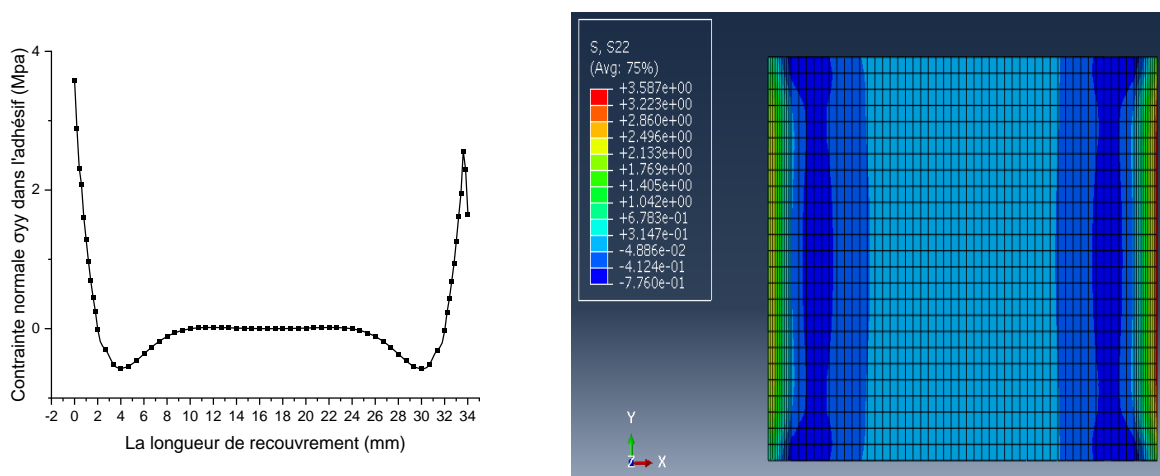 Contrainte normale σyy dans l'adhésif (Mpa)
4
2
0
-2 0 2 4 6 8 10 12 14 16 18 20 22 24 26 28 30 32 34
La longueur de recouvrement (mm)
S, S22
(Avg: 75%)
+3.587e+00
+3.223e+00
+2.860e+00
+2.496e+00
+2.133e+00
+1.769e+00
+1.405e+00
+1.042e+00
+6.783e-01
+3.147e-01
-4.886e-02
-4.124e-01
-7.760e-01
Y
Z X